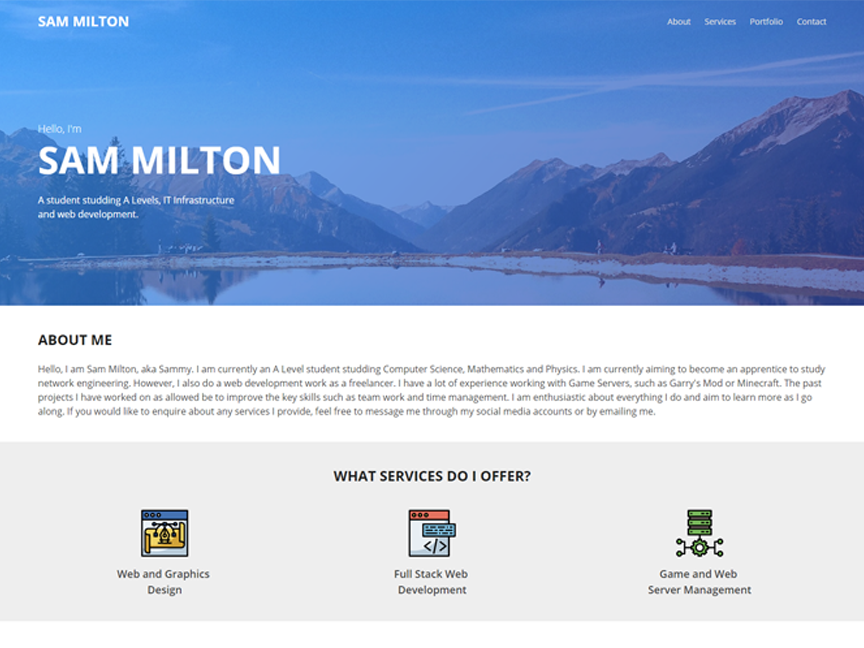 SAM MILTON
About Services Portfolio Contact
Hello, I'm
SAM MILTON
A student studding A Levels, IT Infrastructure
and web development.
ABOUT ME
Hello, I am Sam Milton, aka Sammy. I am currently an A Level student studding Computer Science, Mathematics and Physics. I am currently aiming to become an apprentice to study
network engineering. However, I also do a web development work as a freelancer. I have a lot of experience working with Game Servers, such as Garry's Mod or Minecraft. The past
projects I have worked on as allowed be to improve the key skills such as team work and time management. I am enthusiastic about everything I do and aim to learn more as I go
along. If you would like to enquire about any services I provide, feel free to message me through my social media accounts or by emailing me.
WHAT SERVICES DO I OFFER?
Web and Graphics
Design
Full Stack Web
Development
Game and Web
Server Management